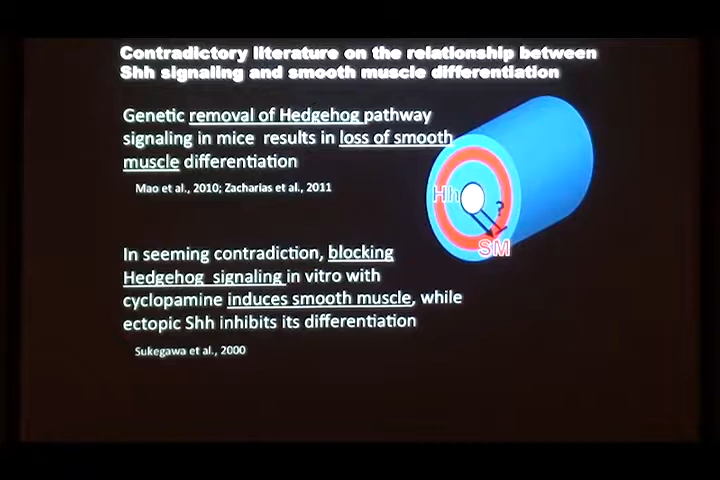 Contradictory literature on the relationship between
Shh signaling and smooth muscle differentiation
Genetic removal of Hedgehog pathway
signaling in mice results in loss of smooth
muscle differentiation
Mao et al., 2010; Zacharias et al., 2011
Hh
?
SM
In seeming contradiction, blocking
Hedgehog signaling in vitro with
cyclopamine induces smooth muscle, while
ectopic Shh inhibits its differentiation
Sukegawa et al., 2000